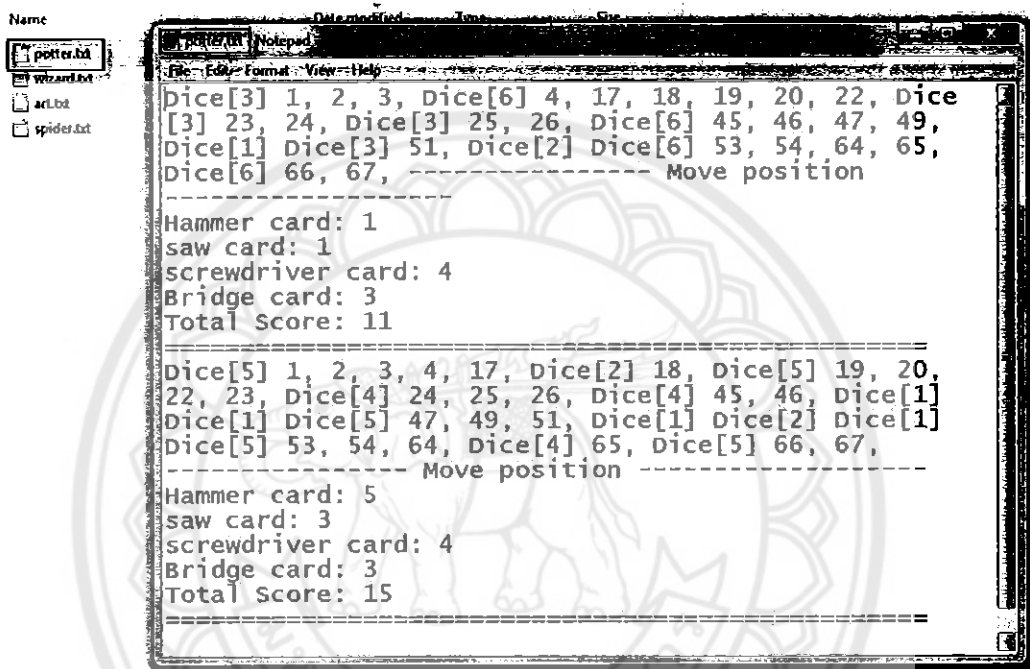 Name Date modified Type Size
potter.txt
wizard.txt
art.txt
spider.txt
potter.txt Notepad
File Edit Format View Help
Dice[3] 1, 2, 3, Dice[6] 4, 17, 18, 19, 20, 22, Dice
[3] 23, 24, Dice[3] 25, 26, Dice[6] 45, 46, 47, 49,
Dice[1] Dice[3] 51, Dice[2] Dice[6] 53, 54, 64, 65,
Dice[6] 66, 67, ---------------- Move position
--------------------
Hammer card: 1
saw card: 1
screwdriver card: 4
Bridge card: 3
Total Score: 11
===================================================
Dice[5] 1, 2, 3, 4, 17, Dice[2] 18, Dice[5] 19, 20,
22, 23, Dice[4] 24, 25, 26, Dice[4] 45, 46, Dice[1]
Dice[1] Dice[5] 47, 49, 51, Dice[1] Dice[2] Dice[1]
Dice[5] 53, 54, 64, Dice[4] 65, Dice[5] 66, 67,
----------------- Move position --------------------
Hammer card: 5
saw card: 3
screwdriver card: 4
Bridge card: 3
Total Score: 15
===================================================